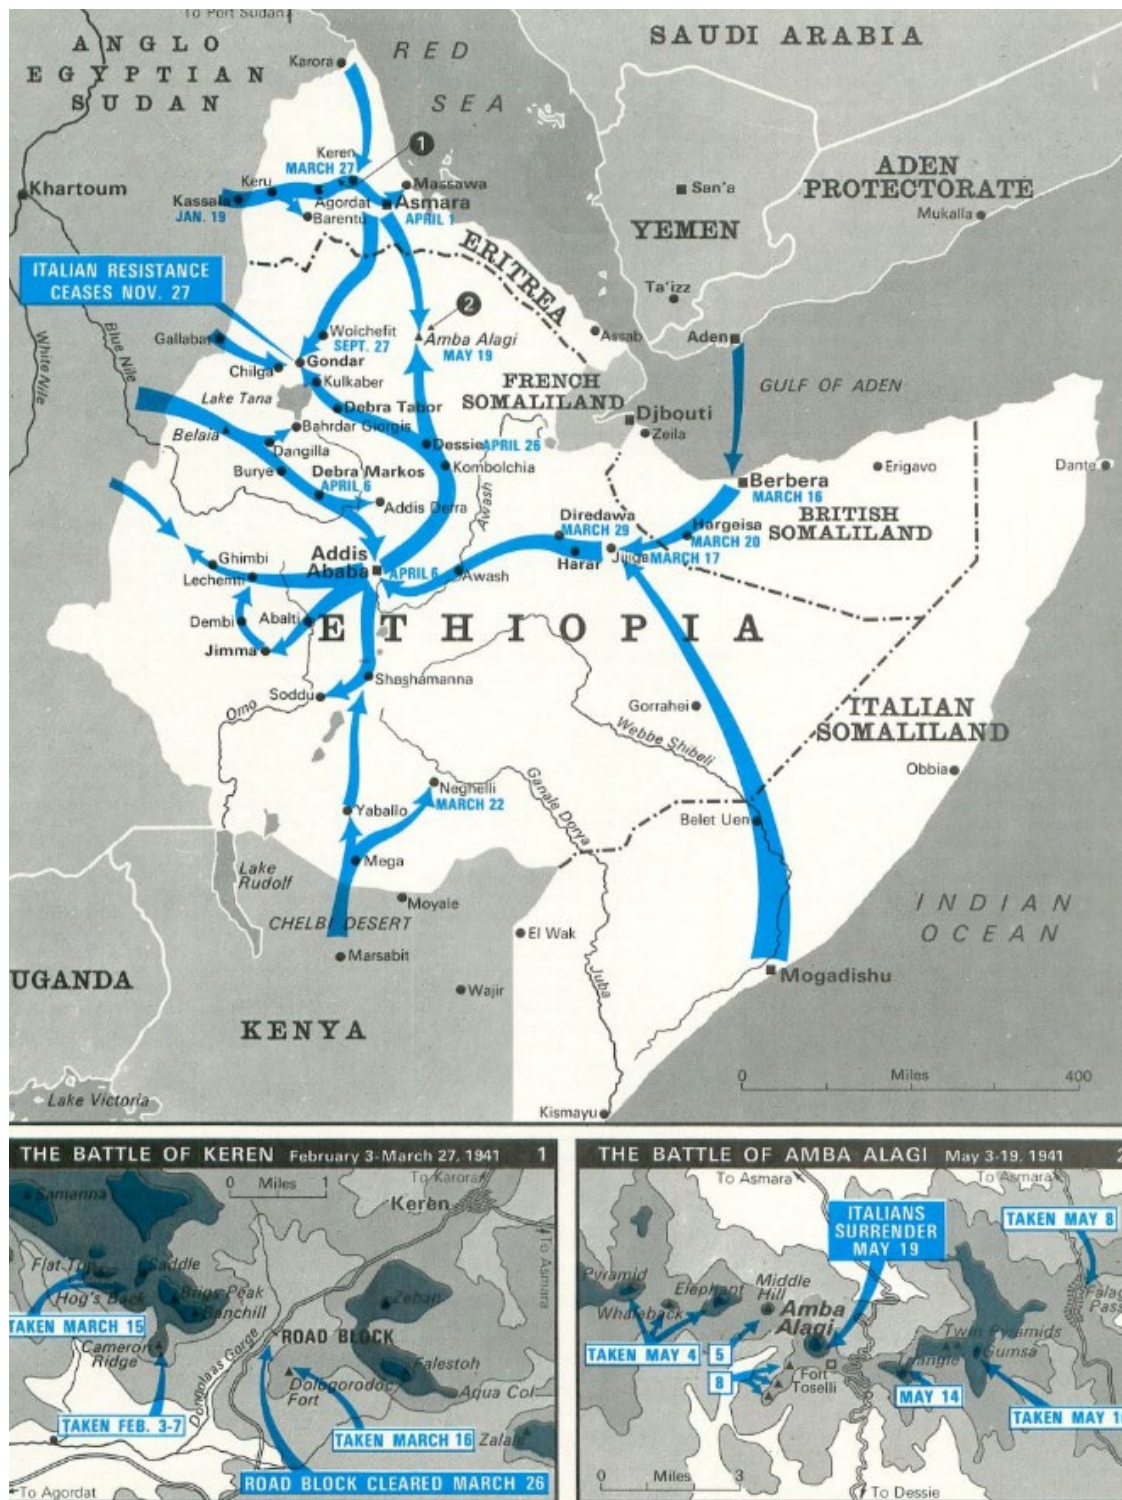 To Port Sudan
ANGLO
EGYPTIAN
SUDAN
RED
SEA
SAUDI ARABIA
Karora
Keren
MARCH 27
1
Keru
Kassala
JAN. 19
Agordat
Barentu
Massawa
Asmara
APRIL 1
Khartoum
San'a
YEMEN
ADEN
PROTECTORATE
Mukalla
ERITREA
ITALIAN RESISTANCE
CEASES NOV. 27
2
Ta'izz
Gallabat
White Nile
Blue Nile
Wolchefit
SEPT. 27
Amba Alagi
MAY 19
Assab
Aden
Chilga
Gondar
Kulkaber
Lake Tana
FRENCH
SOMALILAND
GULF OF ADEN
Debra Tabor
Djbouti
Zeila
Belaia
Bahrdar Giorgis
Dangilla
Dessie
APRIL 26
Burye
Debra Markos
APRIL 6
Kombolchia
Addis Derra
Awash
Erigavo
Dante
Berbera
MARCH 16
BRITISH
SOMALILAND
Diredawa
MARCH 29
Hargeisa
MARCH 20
Harar
Jijiga
MARCH 17
Addis
Ababa
APRIL 6
Awash
Ghimbi
Lechemti
Dembi
Abalti
ETHIOPIA
Jimma
Shashamanna
Soddu
Omo
Gorrahei
Webbe Shibeli
ITALIAN
SOMALILAND
Obbia
Neghelli
MARCH 22
Ganale Dorya
Yaballo
Belet Uen
Mega
Lake
Rudolf
Moyale
CHELBI DESERT
El Wak
Marsabit
INDIAN
OCEAN
UGANDA
Wajir
Juba
Mogadishu
KENYA
0 Miles 400
Lake Victoria
Kismayu
THE BATTLE OF KEREN February 3-March 27, 1941 1
Samanna
0 Miles 1
To Karora
Keren
To Asmara
Flat Top
Saddle
Hog's Back
Brigs Peak
Sanchill
Zeban
TAKEN MARCH 15
Cameron
Ridge
ROAD BLOCK
Dongolaas Gorge
Falestoh
Dologorodoc
Fort
Aqua Col
TAKEN FEB. 3-7
TAKEN MARCH 16
Zalale
ROAD BLOCK CLEARED MARCH 26
To Agordat
THE BATTLE OF AMBA ALAGI May 3-19, 1941 2
To Asmara
To Asmara
ITALIANS
SURRENDER
MAY 19
TAKEN MAY 8
Pyramid
Whaleback
Elephant
Middle
Hill
Amba
Alagi
Pass
Twin Pyramids
Triangle
Gumsa
TAKEN MAY 4
5
8
Fort
Toselli
MAY 14
TAKEN MAY
0 Miles 3
To Dessie